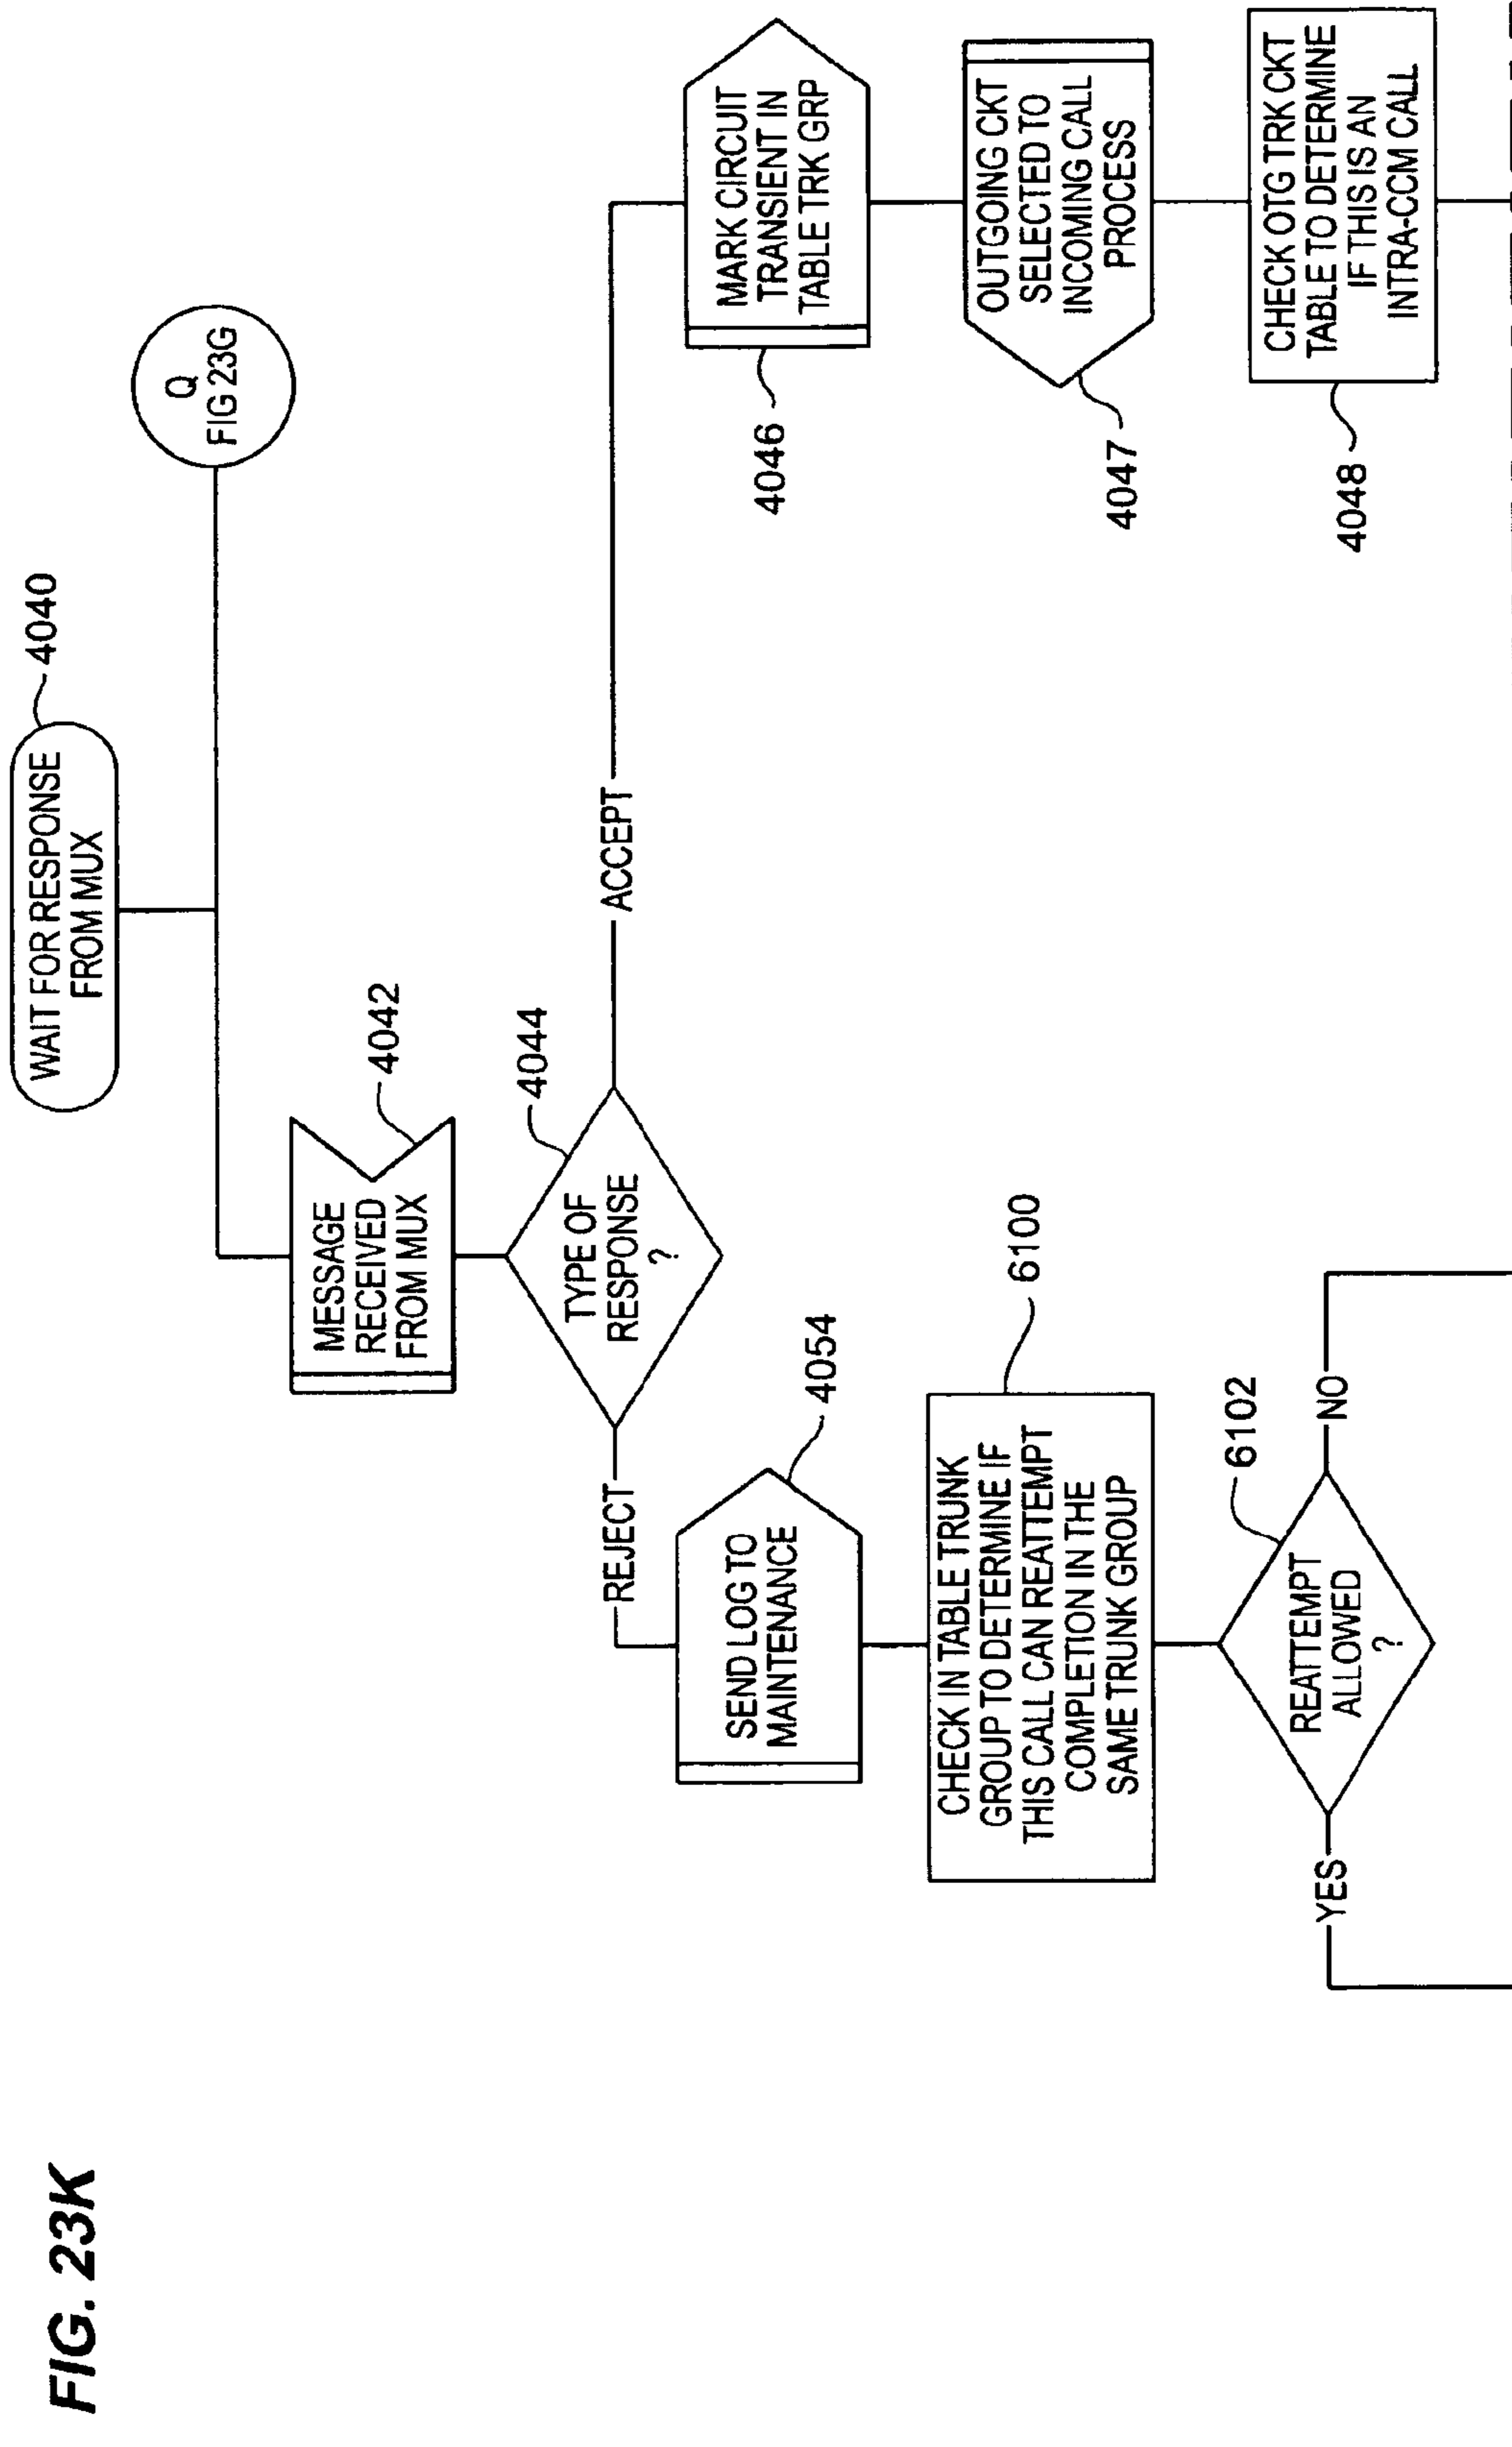 FIG. 23K
WAIT FOR RESPONSE
FROM MUX
4040
Q
FIG 23G
MESSAGE
RECEIVED
FROM MUX
4042
TYPE OF
RESPONSE
?
4044
REJECT
ACCEPT
SEND LOG TO
MAINTENANCE
4054
CHECK IN TABLE TRUNK
GROUP TO DETERMINE IF
THIS CALL CAN REATTEMPT
COMPLETION IN THE
SAME TRUNK GROUP
6100
REATTEMPT
ALLOWED
?
6102
YES
NO
MARK CIRCUIT
TRANSIENT IN
TABLE TRK GRP
4046
OUTGOING CKT
SELECTED TO
INCOMING CALL
PROCESS
4047
CHECK OTG TRK CKT
TABLE TO DETERMINE
IF THIS IS AN
INTRA-CCM CALL
4048